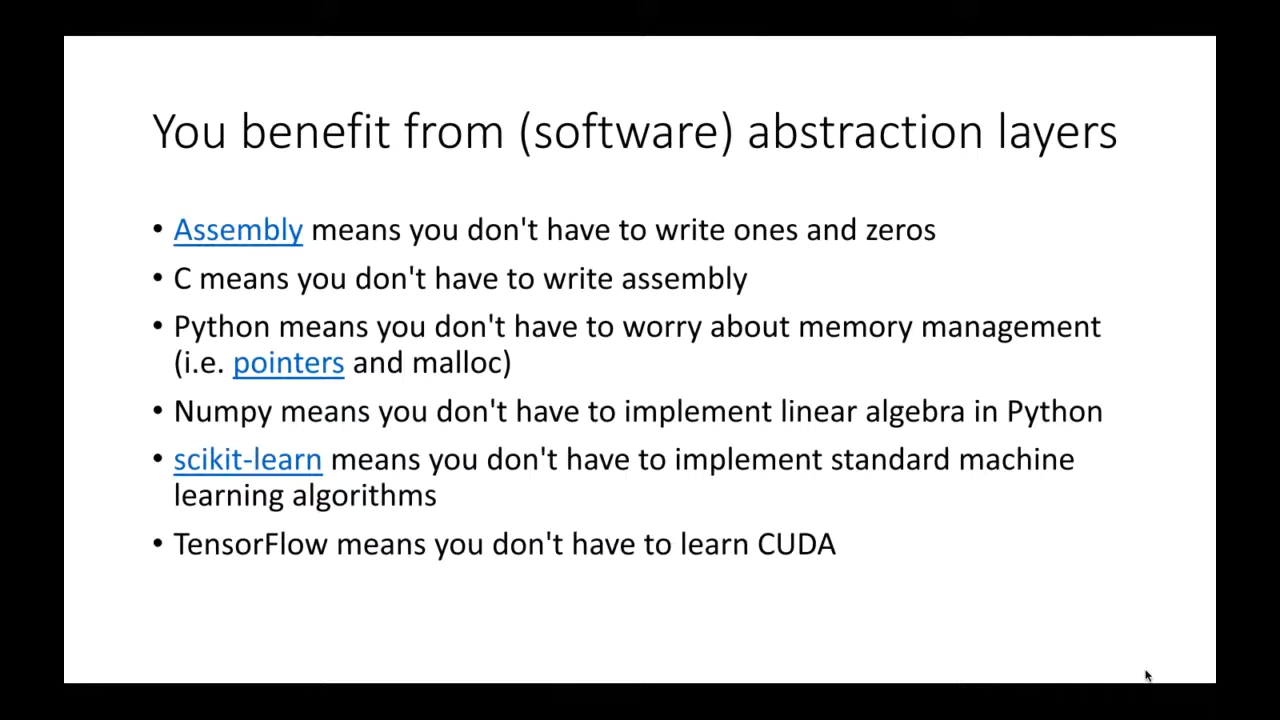 You benefit from (software) abstraction layers
• Assembly means you don't have to write ones and zeros
• C means you don't have to write assembly
• Python means you don't have to worry about memory management
(i.e. pointers and malloc)
• Numpy means you don't have to implement linear algebra in Python
• scikit-learn means you don't have to implement standard machine
learning algorithms
• TensorFlow means you don't have to learn CUDA